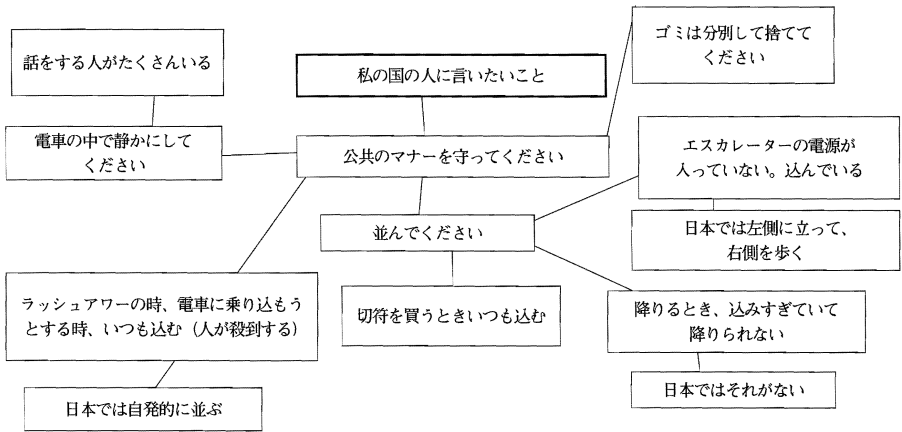 話をする人がたくさんいる
私の国の人に言いたいこと
ゴミは分別して捨てて
ください
電車の中で静かにして
ください
公共のマナーを守ってください
エスカレーターの電源が
入っていない。込んでいる
並んでください
日本では左側に立って、
右側を歩く
ラッシュアワーの時、電車に乗り込もう
とする時、いつも込む（人が殺到する）
切符を買うときいつも込む
降りるとき、込みすぎていて
降りられない
日本では自発的に並ぶ
日本ではそれがない